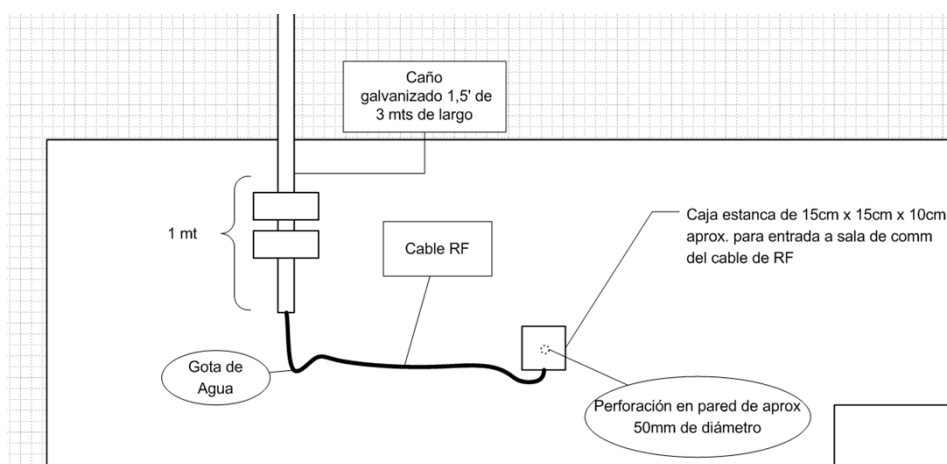 Caño
galvanizado 1,5' de
3 mts de largo
1 mt
Cable RF
Caja estanca de 15cm x 15cm x 10cm
aprox. para entrada a sala de comm
del cable de RF
Gota de
Agua
Perforación en pared de aprox
50mm de diámetro